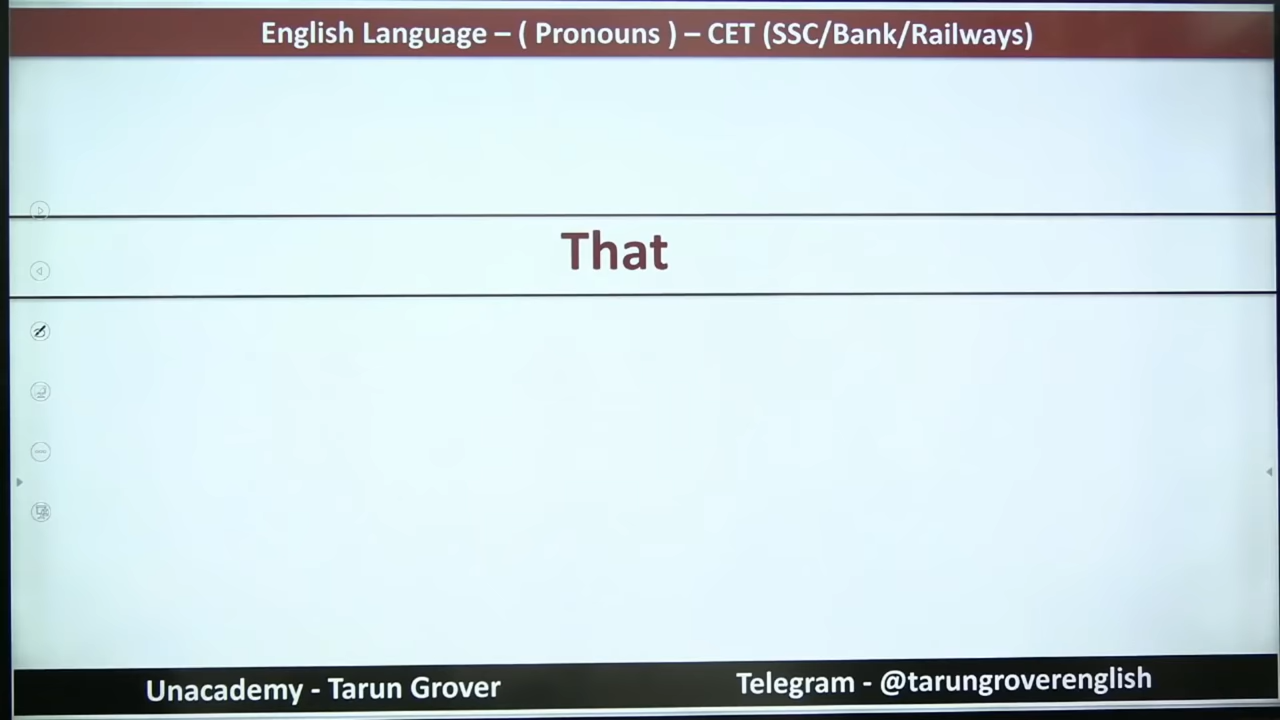 English Language – ( Pronouns ) – CET (SSC/Bank/Railways)
That
Unacademy - Tarun Grover
Telegram - @tarungroverenglish